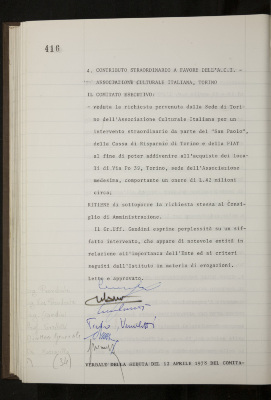 416
4. CONTRIBUTO STRAORDINARIO A FAVORE DELL'A.C.I. -
ASSOCIAZIONE CULTURALE ITALIANA, TORINO
IL COMITATO ESECUTIVO:
- veduta la richiesta pervenuta dalla Sede di Tori-
no dell'Associazione Culturale Italiana per un
intervento straordinario da parte del "San Paolo",
della Cassa di Risparmio di Torino e della FIAT
al fine di poter addivenire all'acquisto dei loca-
li di Via Po 39, Torino, sede dell'Associazione
medesima, comportante un onere di L.42 milioni
circa;
RITIENE di sottoporre la richiesta stessa al Consi-
glio di Amministrazione.
Il Gr.Uff. Gandini esprime perplessità su un sif-
fatto intervento, che appare di notevole entità in
relazione all'importanza dell'Ente ed ai criteri
seguiti dall'Istituto in materia di erogazioni.
Letto e approvato.
VERBALE DELLA SEDUTA DEL 12 APRILE 1978 DEL COMITA-